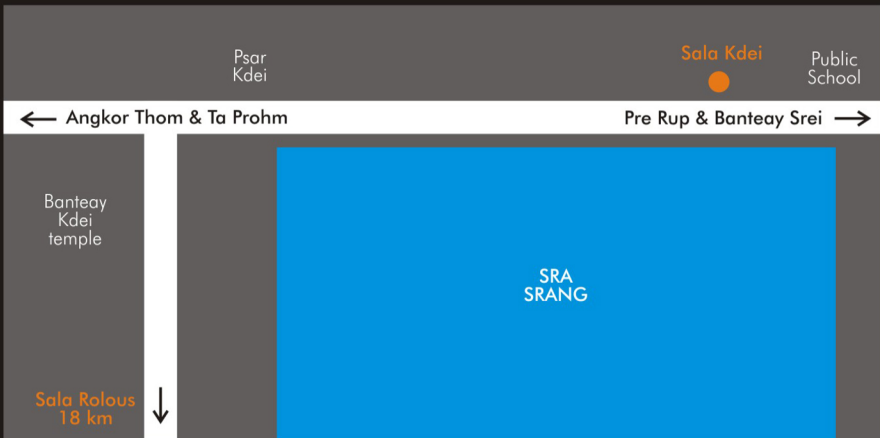 Psar
Kdei
Sala Kdei
Public
School
Angkor Thom & Ta Prohm
Pre Rup & Banteay Srei
Banteay
Kdei
temple
SRA
SRANG
Sala Rolous
18 km